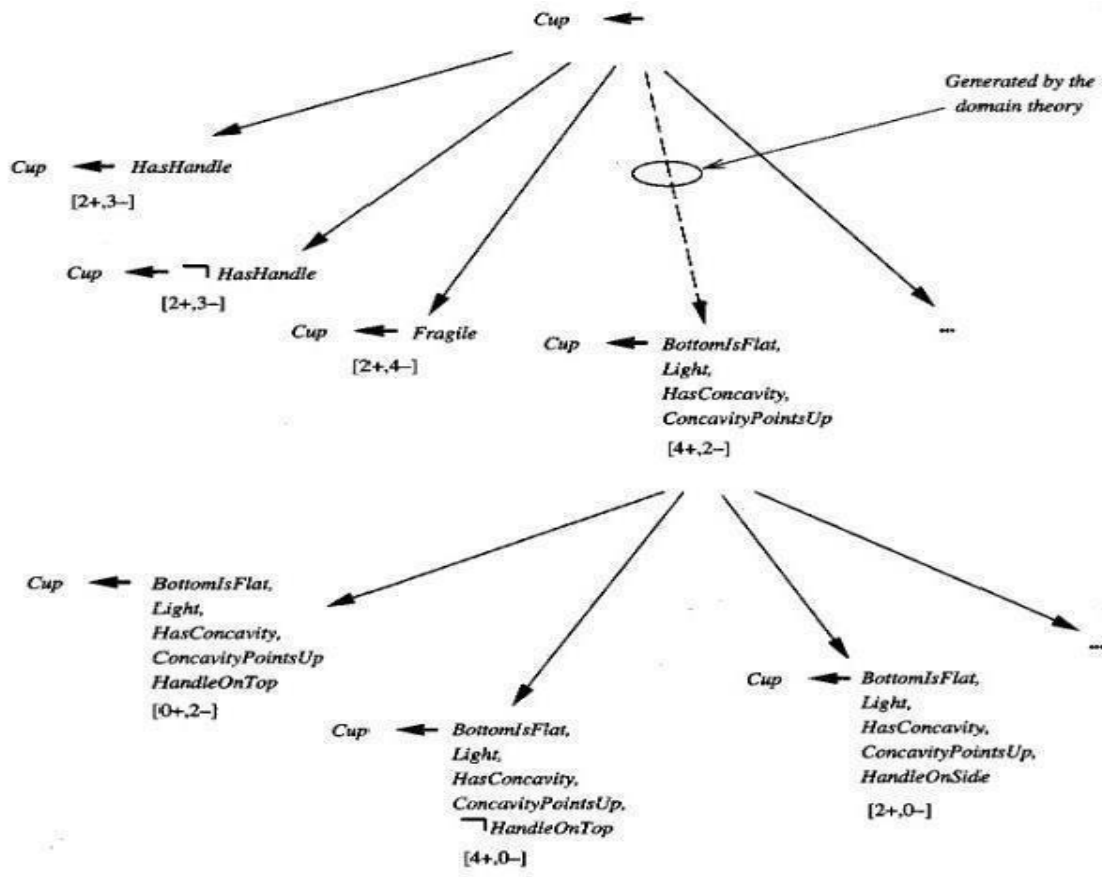 Cup ←
Generated by the
domain theory
Cup ← HasHandle
[2+,3–]
Cup ← ¬HasHandle
[2+,3–]
Cup ← Fragile
[2+,4–]
Cup ← BottomIsFlat,
Light,
HasConcavity,
ConcavityPointsUp
[4+,2–]
...
Cup ← BottomIsFlat,
Light,
HasConcavity,
ConcavityPointsUp
HandleOnTop
[0+,2–]
Cup ← BottomIsFlat,
Light,
HasConcavity,
ConcavityPointsUp,
¬HandleOnTop
[4+,0–]
Cup ← BottomIsFlat,
Light,
HasConcavity,
ConcavityPointsUp,
HandleOnSide
[2+,0–]
...